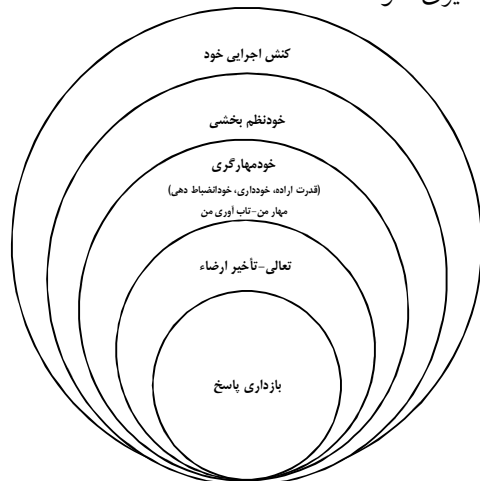 کنش اجرایی خود
خودنظم بخشی
خودمهارگری
(قدرت اراده، خودداری، خودانضباط دهی)
مهار من-تاب آوری من
تعالی-تأخیر ارضاء
بازداری پاسخ